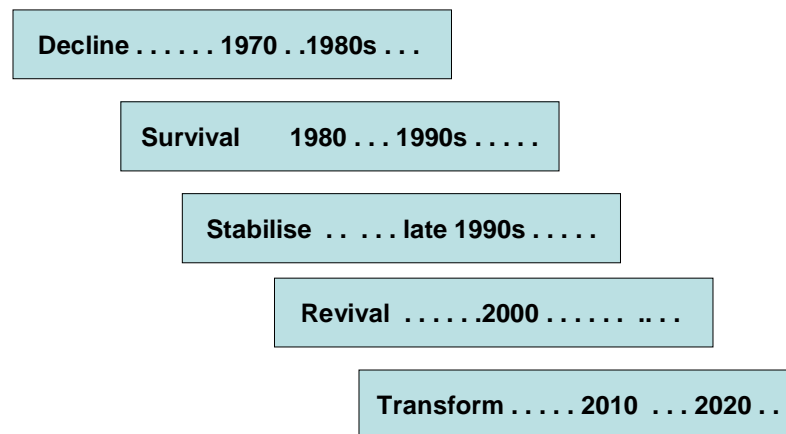 Decline . . . . . . 1970 . .1980s . . .
Survival 1980 . . . 1990s . . . . .
Stabilise . . . . . late 1990s . . . . .
Revival . . . . . .2000 . . . . . . .. . .
Transform . . . . . 2010 . . . 2020 . .